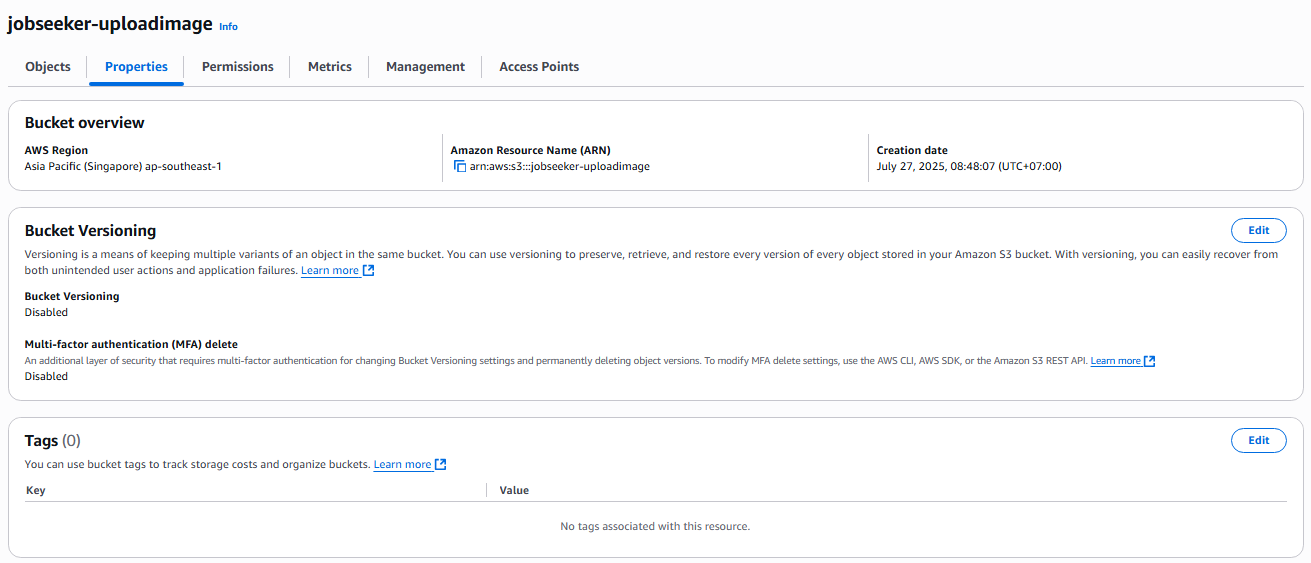 jobseeker-uploadimage Info
Objects Properties Permissions Metrics Management Access Points
Bucket overview
AWS Region
Asia Pacific (Singapore) ap-southeast-1
Amazon Resource Name (ARN)
arn:aws:s3:::jobseeker-uploadimage
Creation date
July 27, 2025, 08:48:07 (UTC+07:00)
Bucket Versioning
Edit
Versioning is a means of keeping multiple variants of an object in the same bucket. You can use versioning to preserve, retrieve, and restore every version of every object stored in your Amazon S3 bucket. With versioning, you can easily recover from
both unintended user actions and application failures. Learn more
Bucket Versioning
Disabled
Multi-factor authentication (MFA) delete
An additional layer of security that requires multi-factor authentication for changing Bucket Versioning settings and permanently deleting object versions. To modify MFA delete settings, use the AWS CLI, AWS SDK, or the Amazon S3 REST API. Learn more
Disabled
Tags (0)
Edit
You can use bucket tags to track storage costs and organize buckets. Learn more
Key Value
No tags associated with this resource.